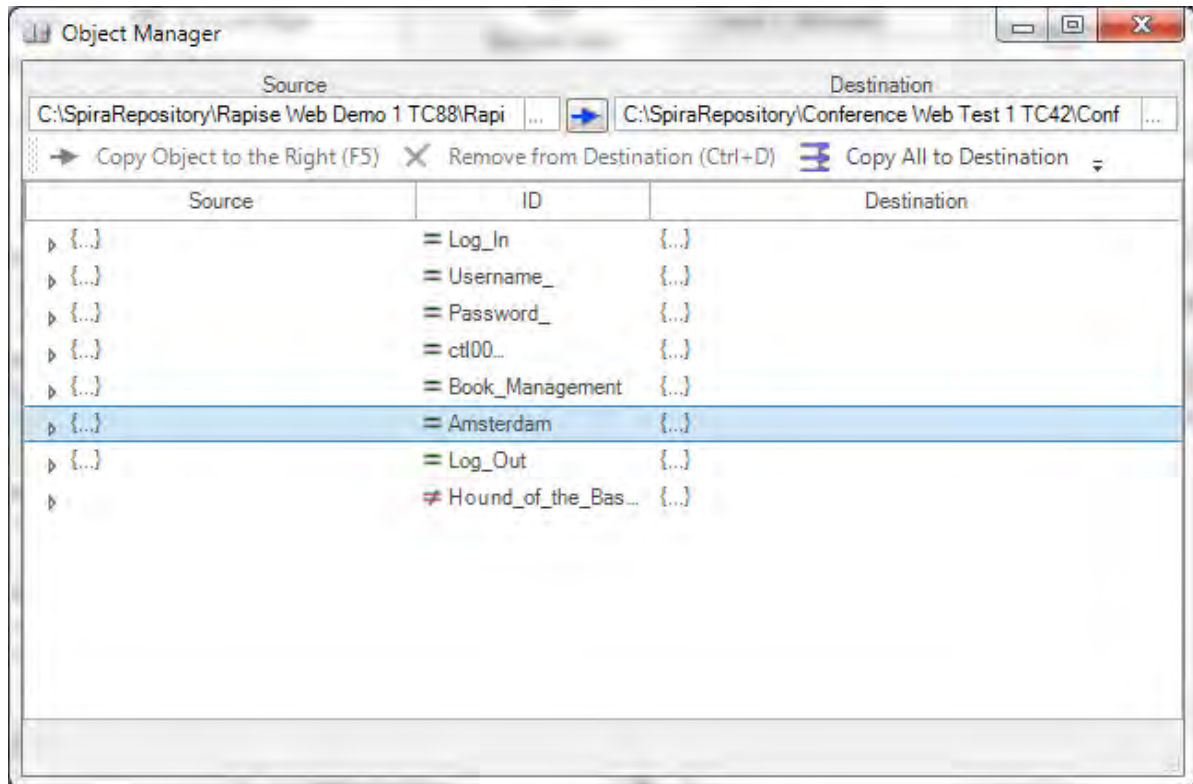 Object Manager
Source Destination
C:\SpiraRepository\Rapise Web Demo 1 TC88\Rapi ... C:\SpiraRepository\Conference Web Test 1 TC42\Conf ...
Copy Object to the Right (F5) Remove from Destination (Ctrl+D) Copy All to Destination
Source ID Destination
{...} = Log_In {...}
{...} = Username_ {...}
{...} = Password_ {...}
{...} = ctl00... {...}
{...} = Book_Management {...}
{...} = Amsterdam {...}
{...} = Log_Out {...}
≠ Hound_of_the_Bas... {...}